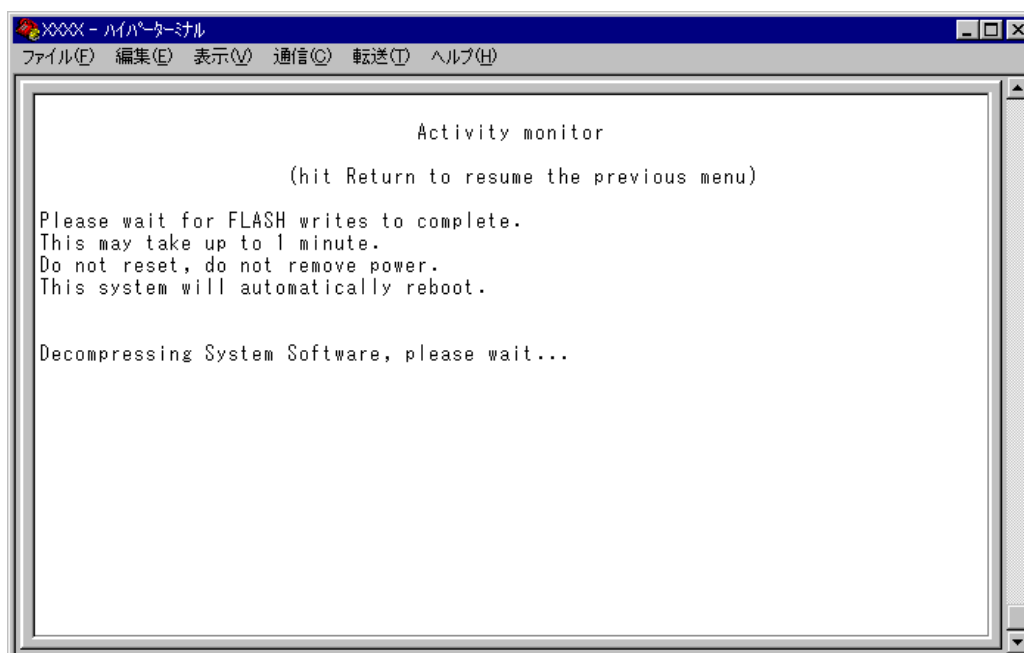 XXXX - ﾊｲﾊﾟｰﾀｰﾐﾅﾙ
ファイル(F) 編集(E) 表示(V) 通信(C) 転送(T) ヘルプ(H)
Activity monitor
(hit Return to resume the previous menu)
Please wait for FLASH writes to complete.
This may take up to 1 minute.
Do not reset, do not remove power.
This system will automatically reboot.
Decompressing System Software, please wait...